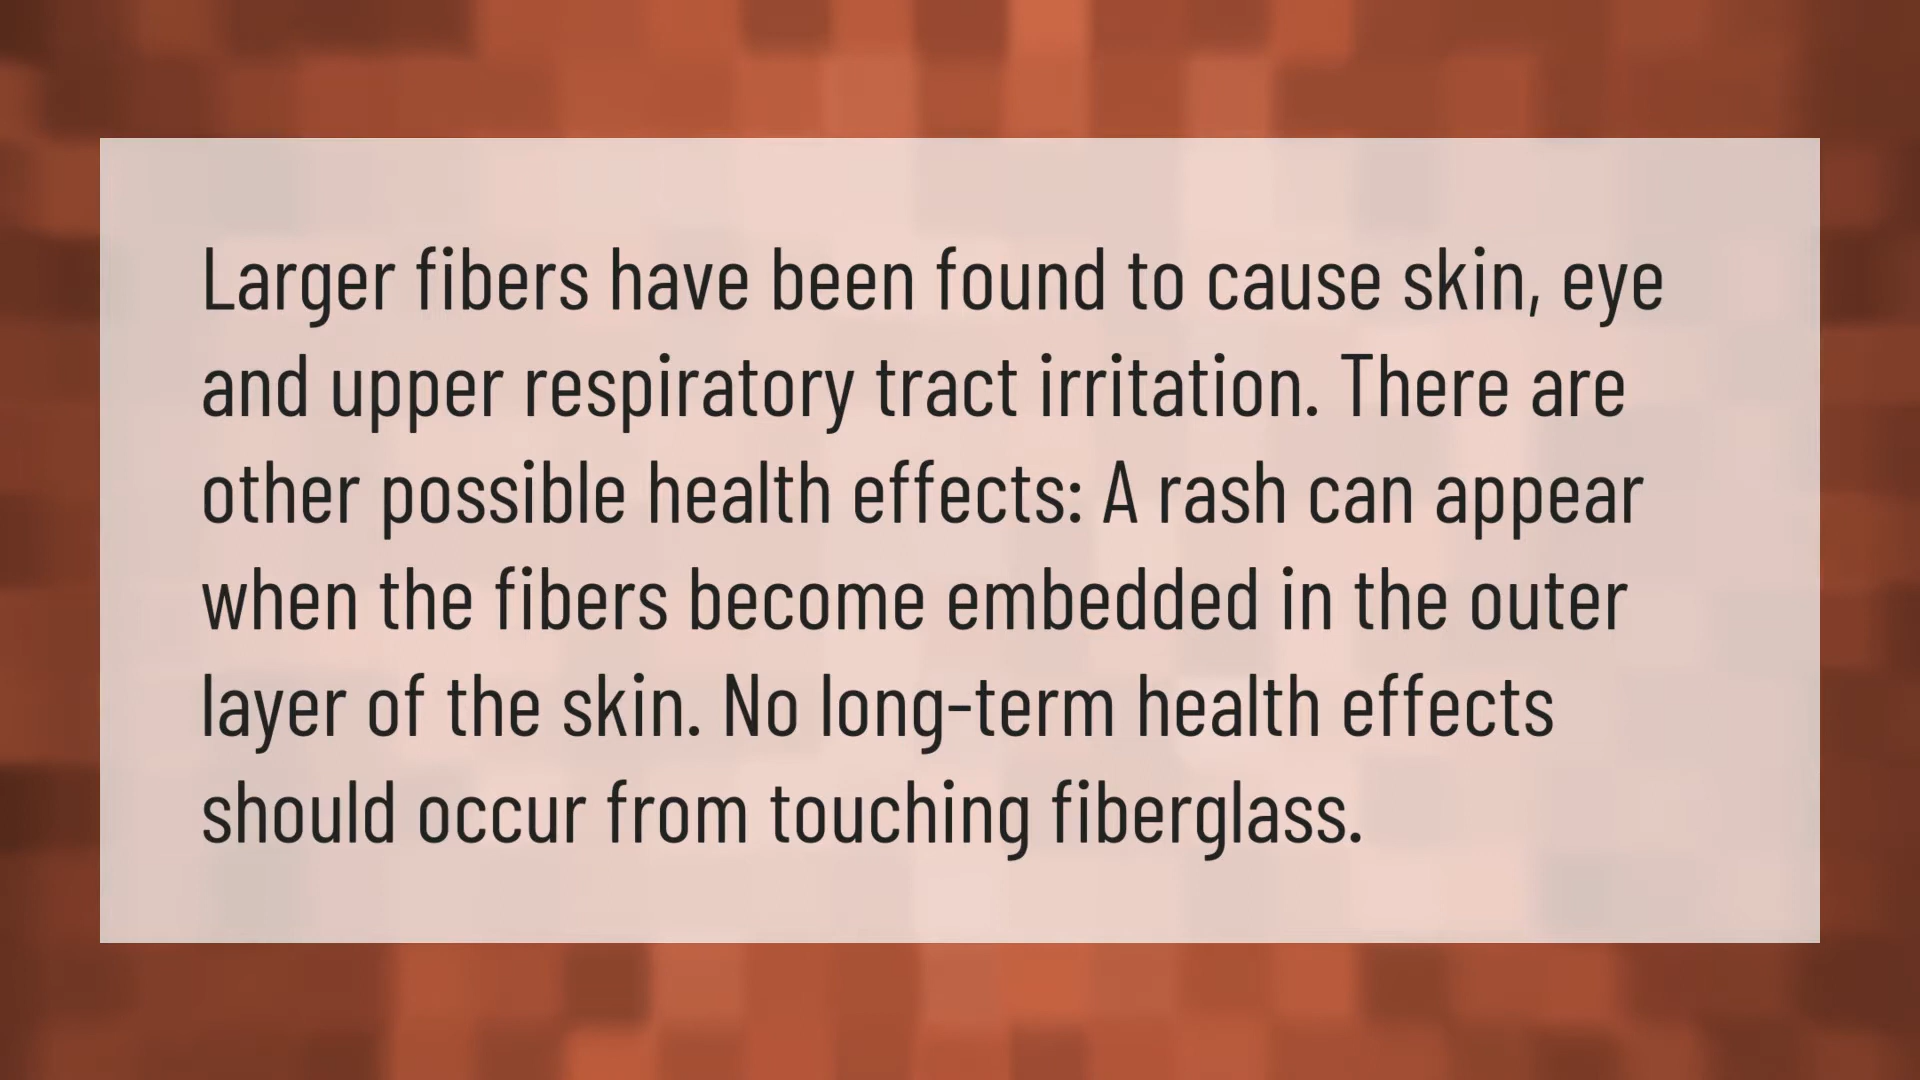 Larger fibers have been found to cause skin, eye
and upper respiratory tract irritation. There are
other possible health effects: A rash can appear
when the fibers become embedded in the outer
layer of the skin. No long-term health effects
should occur from touching fiberglass.